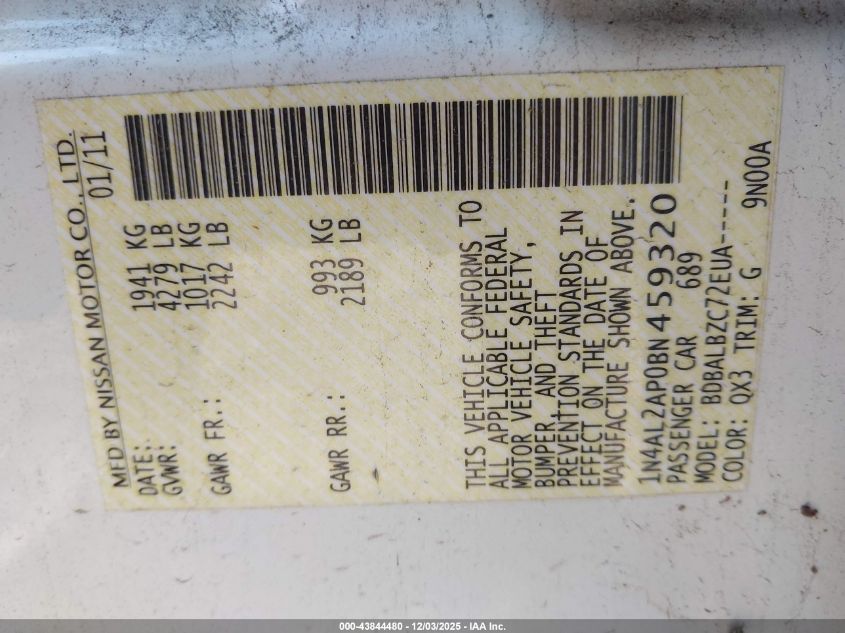 MFD BY NISSAN MOTOR CO., LTD.
DATE: 01/11
GVWR: 1941 KG
4279 LB
GAWR FR.: 1017 KG
2242 LB
GAWR RR.: 993 KG
2189 LB
THIS VEHICLE CONFORMS TO
ALL APPLICABLE FEDERAL
MOTOR VEHICLE SAFETY,
BUMPER AND THEFT
PREVENTION STANDARDS IN
EFFECT ON THE DATE OF
MANUFACTURE SHOWN ABOVE.
1N4AL2AP0BN459320
PASSENGER CAR 689
MODEL: BDBALBZC72EUA-----
COLOR: QX3 TRIM: G 9N00A
000-43844480 - 12/03/2025 - IAA Inc.